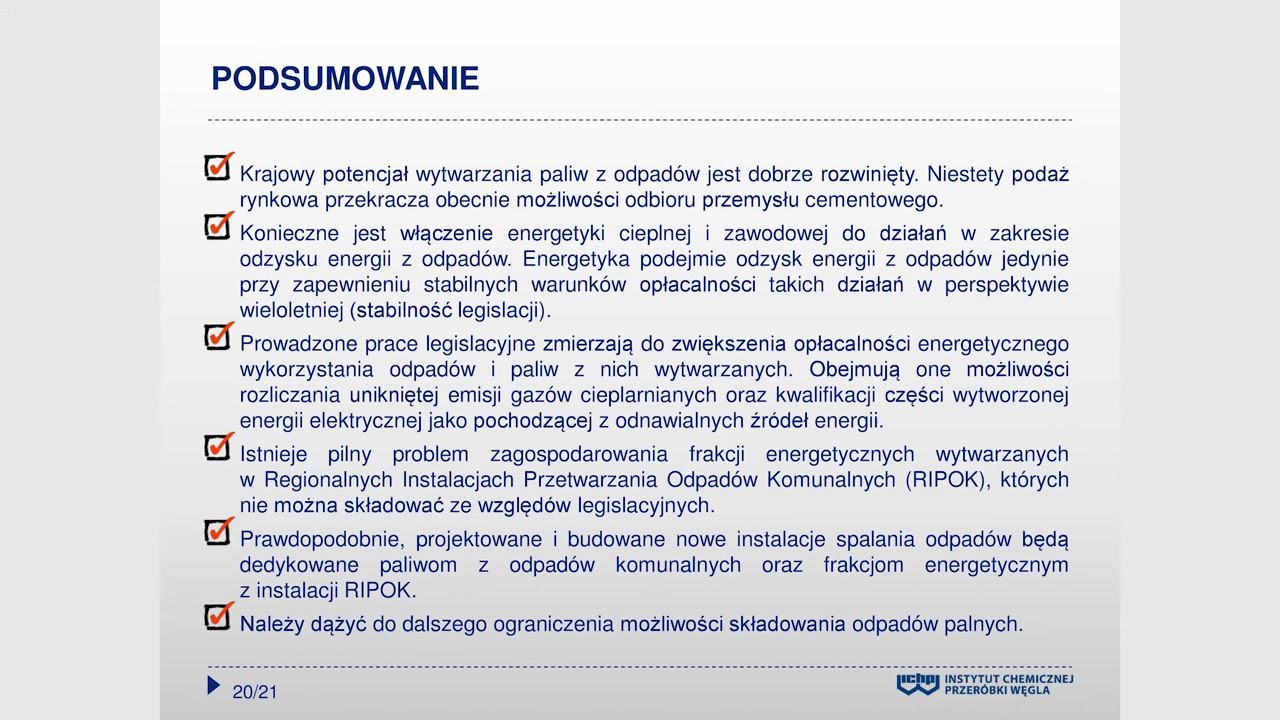 PODSUMOWANIE
Krajowy potencjał wytwarzania paliw z odpadów jest dobrze rozwinięty. Niestety podaż
rynkowa przekracza obecnie możliwości odbioru przemysłu cementowego.
Konieczne jest włączenie energetyki cieplnej i zawodowej do działań w zakresie
odzysku energii z odpadów. Energetyka podejmie odzysk energii z odpadów jedynie
przy zapewnieniu stabilnych warunków opłacalności takich działań w perspektywie
wieloletniej (stabilność legislacji).
Prowadzone prace legislacyjne zmierzają do zwiększenia opłacalności energetycznego
wykorzystania odpadów i paliw z nich wytwarzanych. Obejmują one możliwości
rozliczania unikniętej emisji gazów cieplarnianych oraz kwalifikacji części wytworzonej
energii elektrycznej jako pochodzącej z odnawialnych źródeł energii.
Istnieje pilny problem zagospodarowania frakcji energetycznych wytwarzanych
w Regionalnych Instalacjach Przetwarzania Odpadów Komunalnych (RIPOK), których
nie można składować ze względów legislacyjnych.
Prawdopodobnie, projektowane i budowane nowe instalacje spalania odpadów będą
dedykowane paliwom z odpadów komunalnych oraz frakcjom energetycznym
z instalacji RIPOK.
Należy dążyć do dalszego ograniczenia możliwości składowania odpadów palnych.
20/21
ichpw INSTYTUT CHEMICZNEJ
PRZERÓBKI WĘGLA